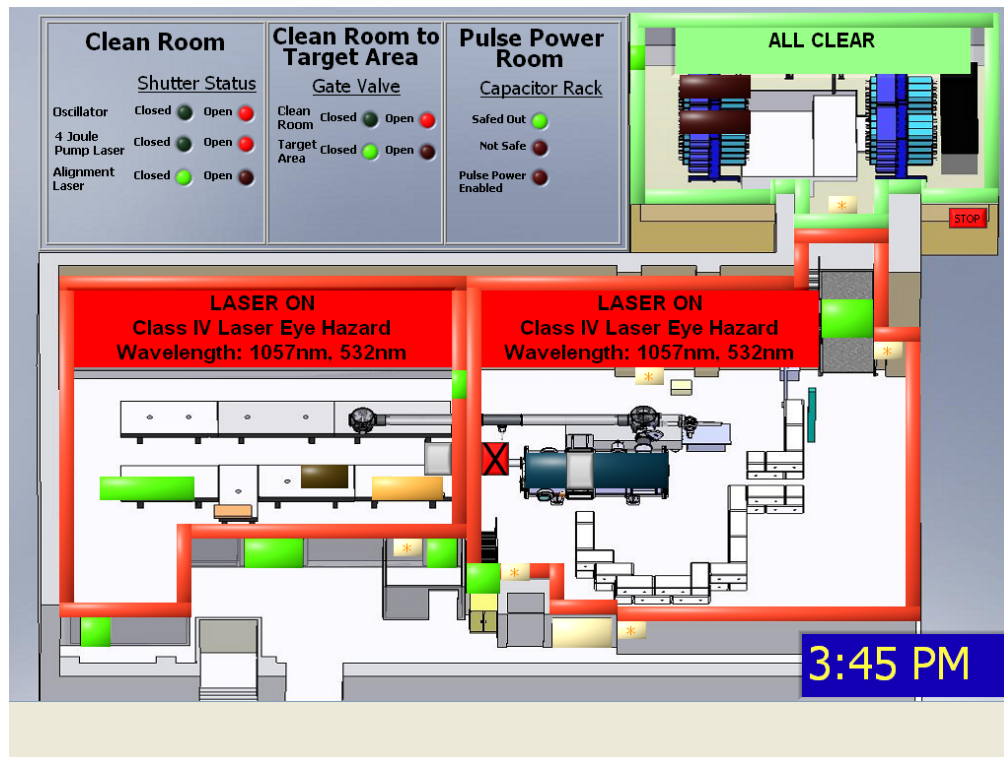 Clean Room
Shutter Status
Oscillator Closed Open
4 Joule
Pump Laser Closed Open
Alignment
Laser Closed Open
Clean Room to
Target Area
Gate Valve
Clean
Room Closed Open
Target
Area Closed Open
Pulse Power
Room
Capacitor Rack
Safed Out
Not Safe
Pulse Power
Enabled
ALL CLEAR
*
STOP
LASER ON
Class IV Laser Eye Hazard
Wavelength: 1057nm, 532nm
LASER ON
Class IV Laser Eye Hazard
Wavelength: 1057nm, 532nm
*
*
*
*
*
3:45 PM